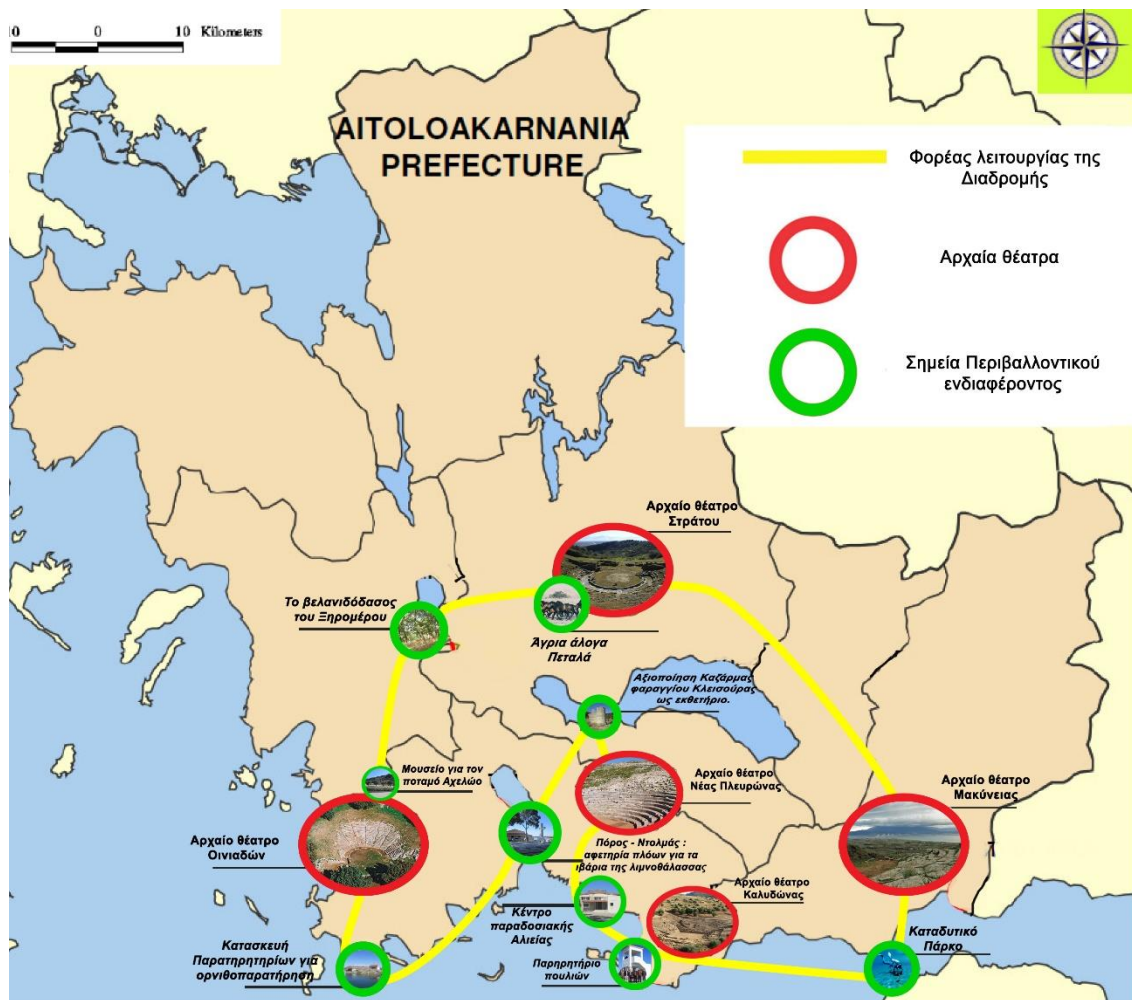 10 0 10 Kilometers
AITOLOAKARNANIA
PREFECTURE
Φορέας λειτουργίας της
Διαδρομής
Αρχαία θέατρα
Σημεία Περιβαλλοντικού
ενδιαφέροντος
Αρχαίο θέατρο
Στράτου
Το βελανιδόδασος
του Ξηρομέρου
Άγρια άλογα
Πεταλά
Αξιοποίηση Καζάρμας
φαραγγίου Κλεισούρας
ως εκθετήριο.
Μουσείο για τον
ποταμό Αχελώο
Αρχαίο θέατρο
Νέας Πλευρώνας
Αρχαίο θέατρο
Μακύνειας
Αρχαίο θέατρο
Οινιαδών
Πόρος - Ντολμάς :
αφετηρία πλόων για τα
ιβάρια της λιμνοθάλασσας
Αρχαίο θέατρο
Καλυδώνας
Κέντρο
παραδοσιακής
Αλιείας
Κατασκευή
Παρατηρητηρίων για
ορνιθοπαρατήρηση
Παρηρητήριο
πουλιών
Καταδυτικό
Πάρκο